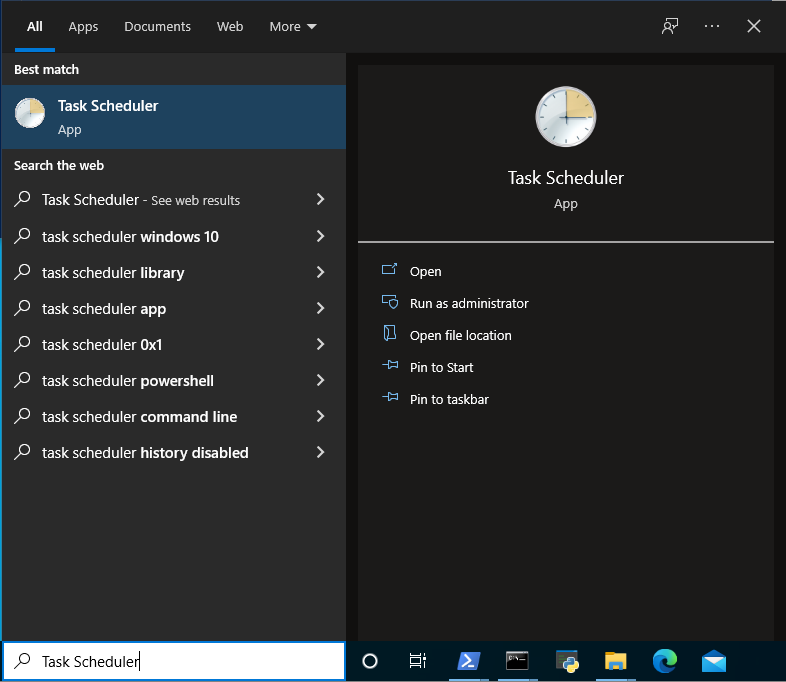 All Apps Documents Web More
Best match
Task Scheduler
App
Search the web
Task Scheduler - See web results
task scheduler windows 10
task scheduler library
task scheduler app
task scheduler 0x1
task scheduler powershell
task scheduler command line
task scheduler history disabled
Task Scheduler
App
Open
Run as administrator
Open file location
Pin to Start
Pin to taskbar
Task Scheduler